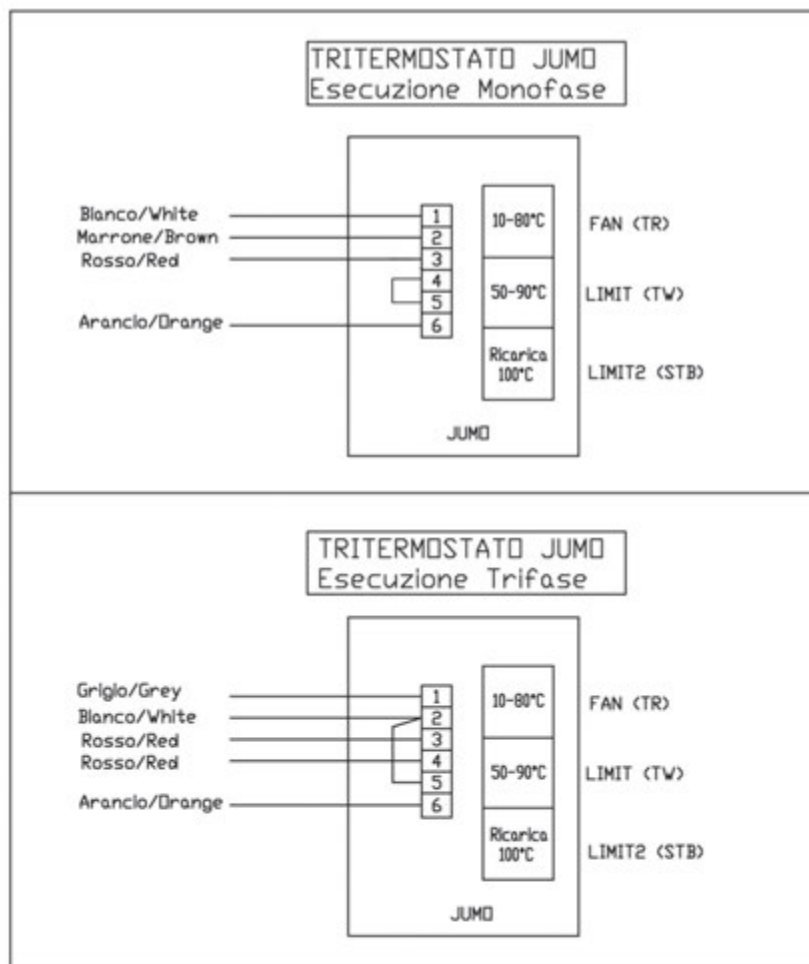 TRITERMOSTATO JUMO
Esecuzione Monofase
Bianco/White
Marrone/Brown
Rosso/Red
Arancio/Orange
1
2
3
4
5
6
10-80°C
50-90°C
Ricarica
100°C
FAN (TR)
LIMIT (TW)
LIMIT2 (STB)
JUMO
TRITERMOSTATO JUMO
Esecuzione Trifase
Grigio/Grey
Bianco/White
Rosso/Red
Rosso/Red
Arancio/Orange
1
2
3
4
5
6
10-80°C
50-90°C
Ricarica
100°C
FAN (TR)
LIMIT (TW)
LIMIT2 (STB)
JUMO